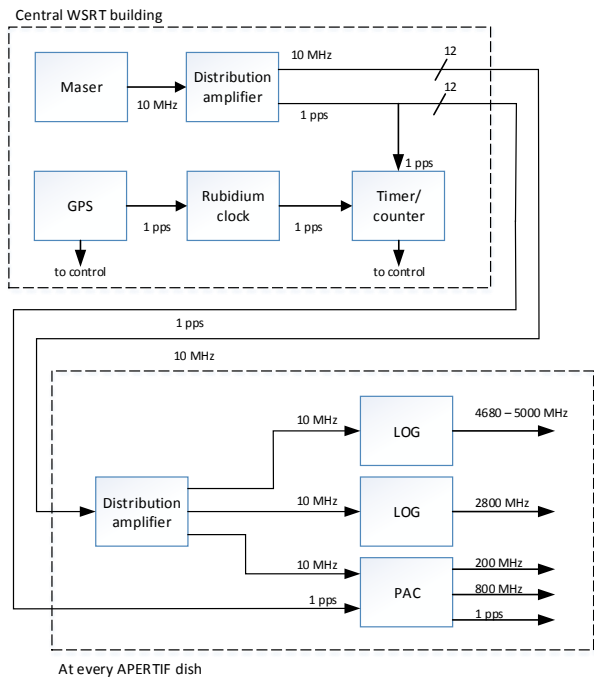 Central WSRT building
10 MHz
12
Maser
10 MHz
Distribution
amplifier
12
1 pps
1 pps
GPS
1 pps
Rubidium
clock
1 pps
Timer/
counter
to control
to control
1 pps
10 MHz
10 MHz
LOG
4680 – 5000 MHz
Distribution
amplifier
10 MHz
LOG
2800 MHz
10 MHz
1 pps
PAC
200 MHz
800 MHz
1 pps
At every APERTIF dish